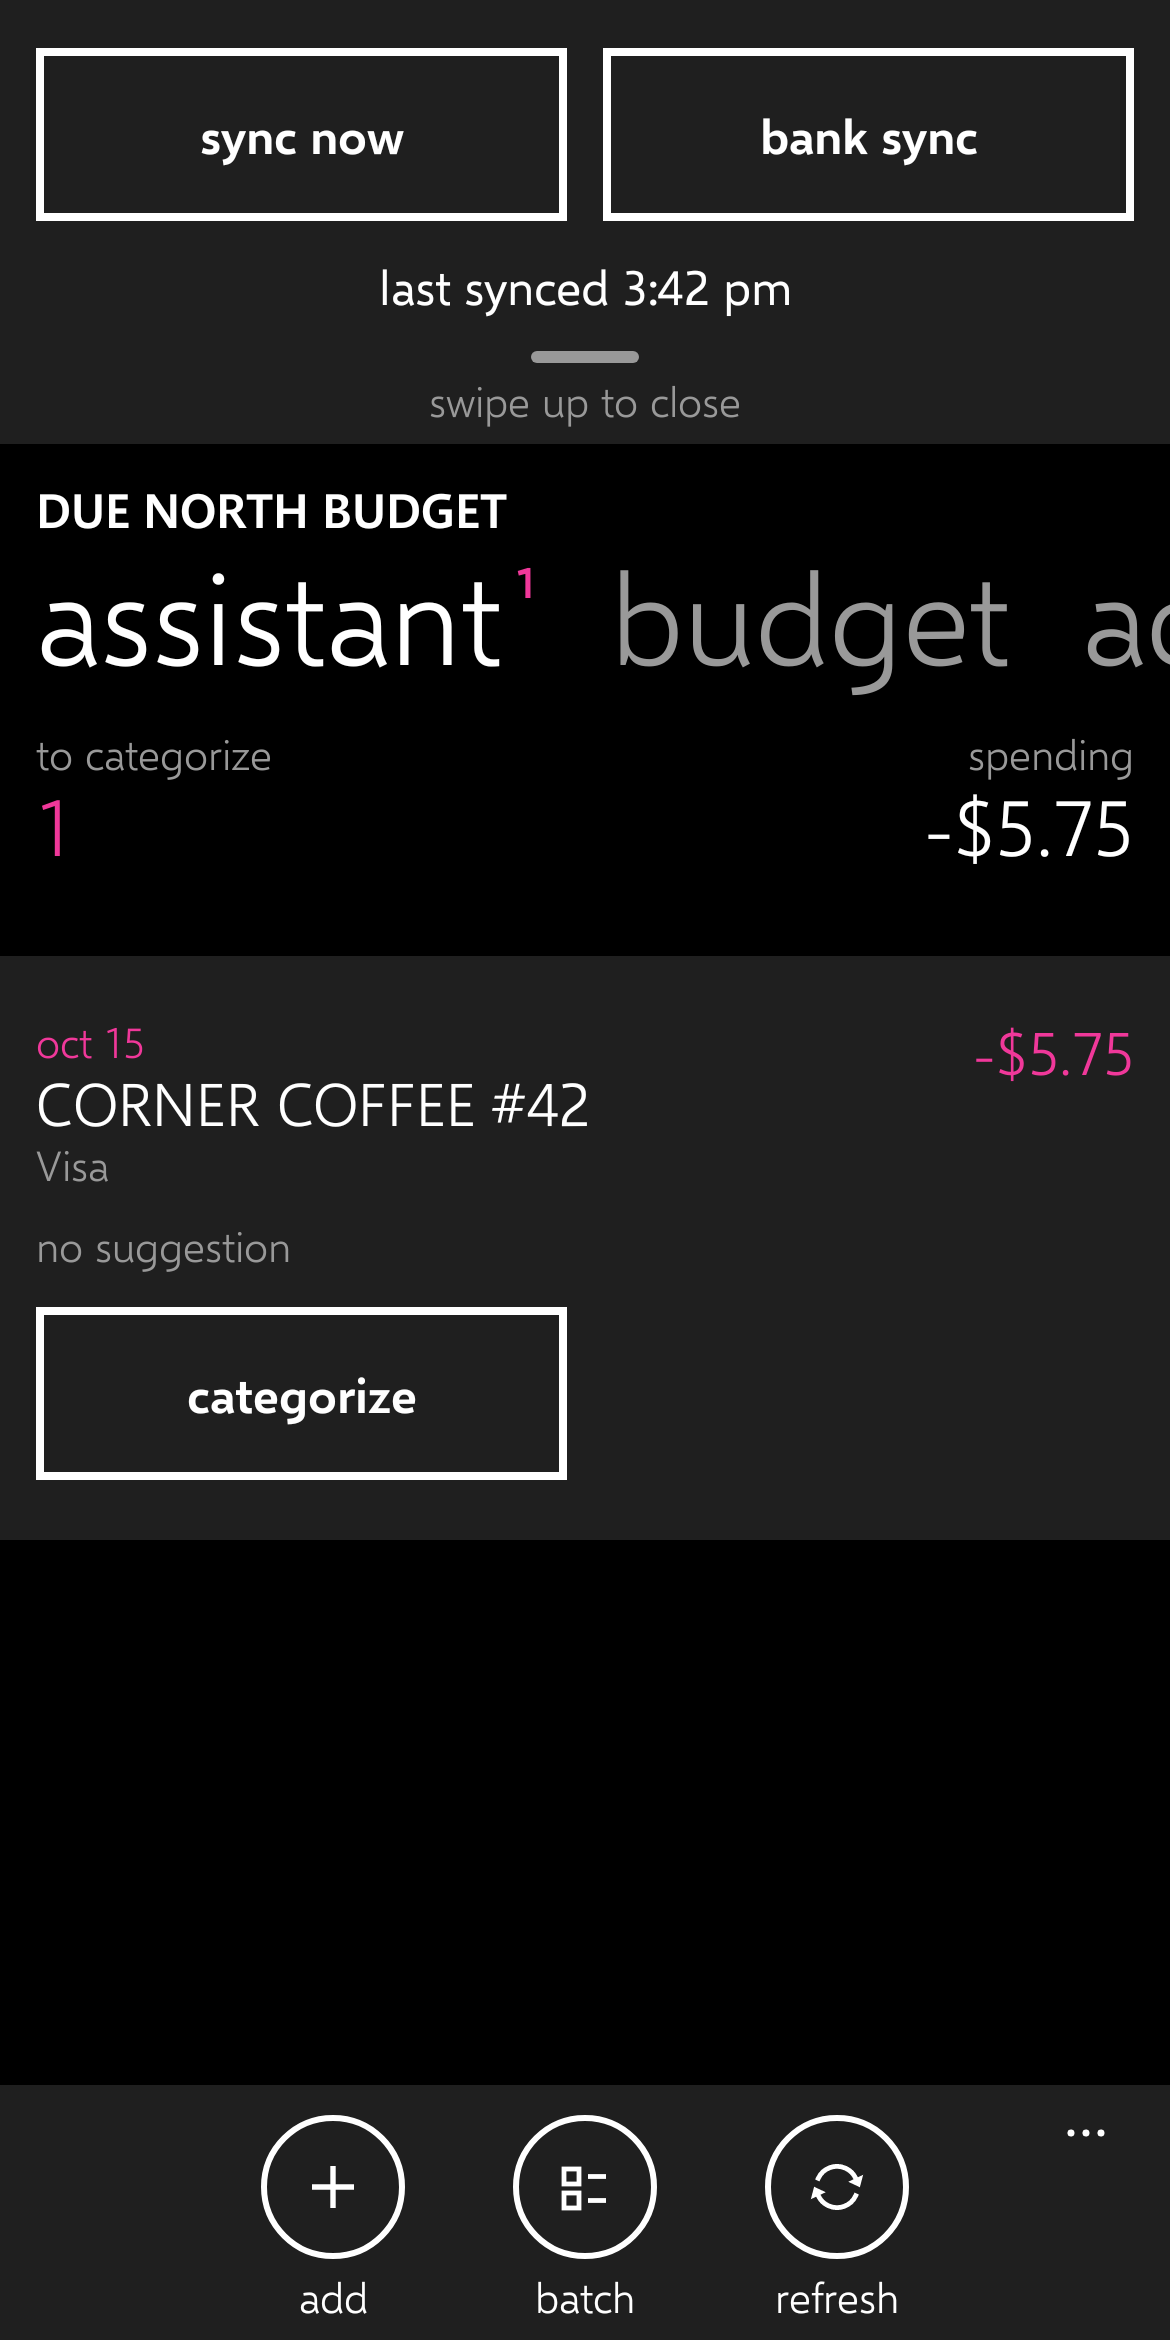 sync now
bank sync
last synced 3:42 pm
swipe up to close
DUE NORTH BUDGET
assistant 1 budget
to categorize
spending
1
-$5.75
oct 15
-$5.75
CORNER COFFEE #42
Visa
no suggestion
categorize
...
add
batch
refresh